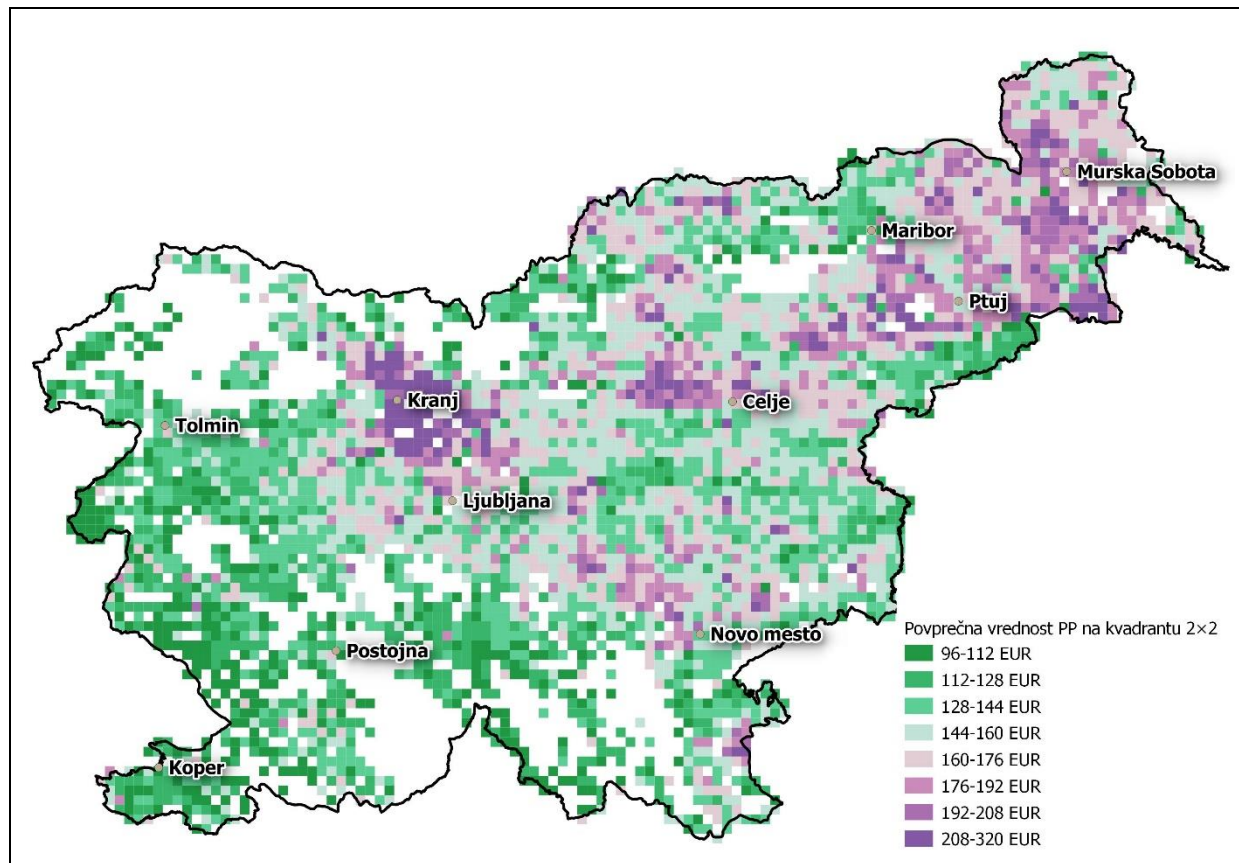 Murska Sobota
Maribor
Ptuj
Kranj
Celje
Tolmin
Ljubljana
Novo mesto
Postojna
Koper
Povprečna vrednost PP na kvadrantu 2×2
96-112 EUR
112-128 EUR
128-144 EUR
144-160 EUR
160-176 EUR
176-192 EUR
192-208 EUR
208-320 EUR